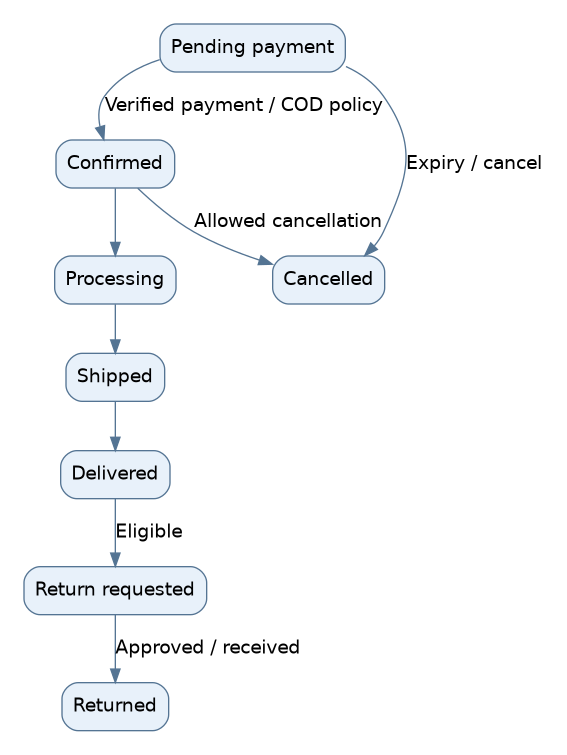 Pending payment
Verified payment / COD policy
Confirmed
Expiry / cancel
Allowed cancellation
Processing
Cancelled
Shipped
Delivered
Eligible
Return requested
Approved / received
Returned